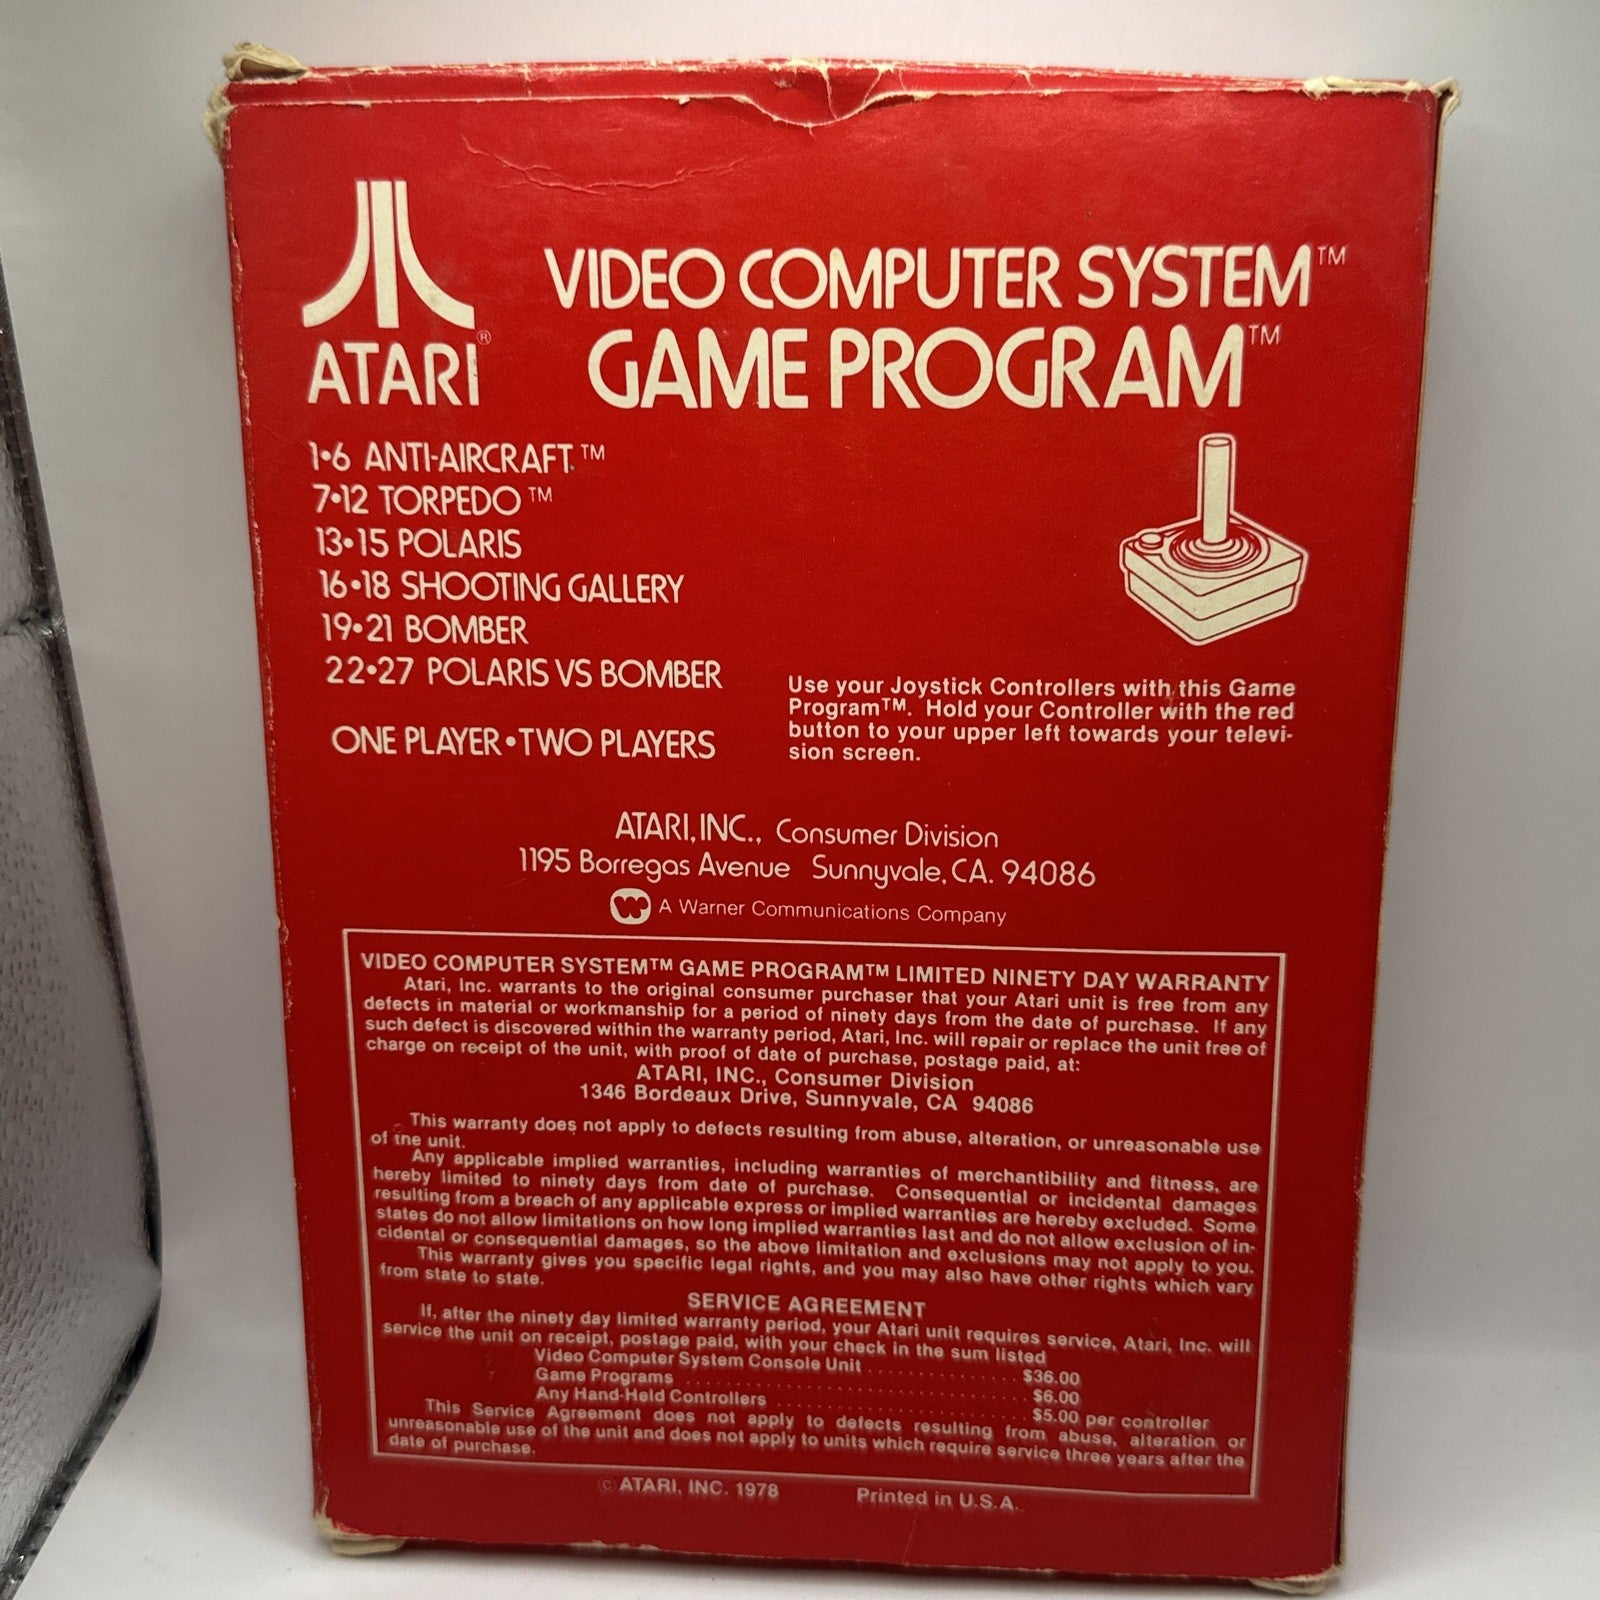 VIDEO COMPUTER SYSTEM™
GAME PROGRAM™
ATARI®
1•6 ANTI-AIRCRAFT.™
7•12 TORPEDO™
13•15 POLARIS
16•18 SHOOTING GALLERY
19•21 BOMBER
22•27 POLARIS VS BOMBER
ONE PLAYER•TWO PLAYERS
Use your Joystick Controllers with this Game
Program™. Hold your Controller with the red
button to your upper left towards your televi-
sion screen.
ATARI, INC., Consumer Division
1195 Borregas Avenue Sunnyvale, CA. 94086
A Warner Communications Company
VIDEO COMPUTER SYSTEM™ GAME PROGRAM™ LIMITED NINETY DAY WARRANTY
Atari, Inc. warrants to the original consumer purchaser that your Atari unit is free from any
defects in material or workmanship for a period of ninety days from the date of purchase. If any
such defect is discovered within the warranty period, Atari, Inc. will repair or replace the unit free of
charge on receipt of the unit, with proof of date of purchase, postage paid, at:
ATARI, INC., Consumer Division
1346 Bordeaux Drive, Sunnyvale, CA 94086
This warranty does not apply to defects resulting from abuse, alteration, or unreasonable use
of the unit.
Any applicable implied warranties, including warranties of merchantibility and fitness, are
hereby limited to ninety days from date of purchase. Consequential or incidental damages
resulting from a breach of any applicable express or implied warranties are hereby excluded. Some
states do not allow limitations on how long implied warranties last and do not allow exclusion of in-
cidental or consequential damages, so the above limitation and exclusions may not apply to you.
This warranty gives you specific legal rights, and you may also have other rights which vary
from state to state.
SERVICE AGREEMENT
If, after the ninety day limited warranty period, your Atari unit requires service, Atari, Inc. will
service the unit on receipt, postage paid, with your check in the sum listed
Video Computer System Console Unit . . . . . . . . . . . . . . $36.00
Game Programs . . . . . . . . . . . . . . . . . . . . . . . . . . . . . . $6.00
Any Hand-Held Controllers . . . . . . . . . . . . . . . . . . . . . . $5.00 per controller
This Service Agreement does not apply to defects resulting from abuse, alteration or
unreasonable use of the unit and does not apply to units which require service three years after the
date of purchase.
© ATARI, INC. 1978 Printed in U.S.A.